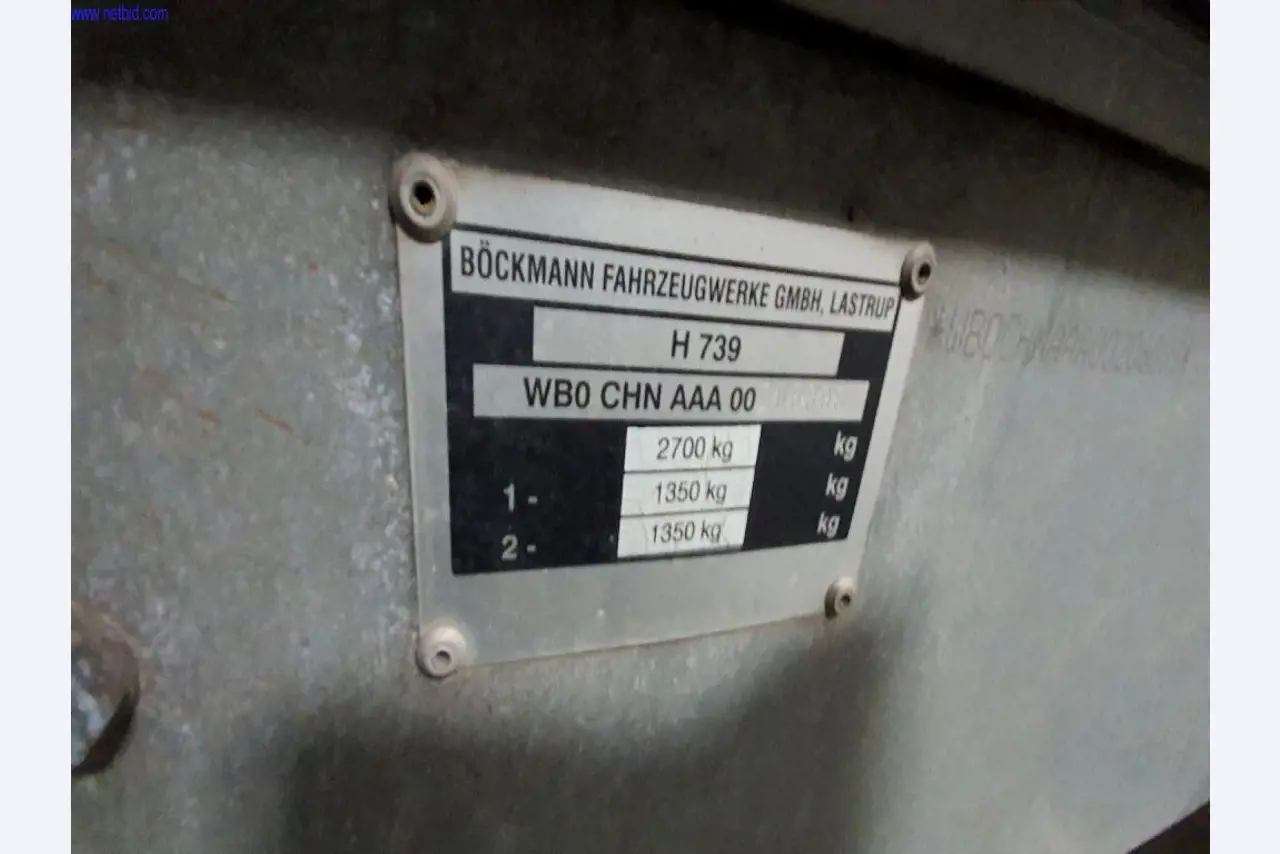 www.netbid.com
BÖCKMANN FAHRZEUGWERKE GMBH, LASTRUP
H 739
WB0 CHN AAA 00
2700 kg kg
1 - 1350 kg kg
2 - 1350 kg kg